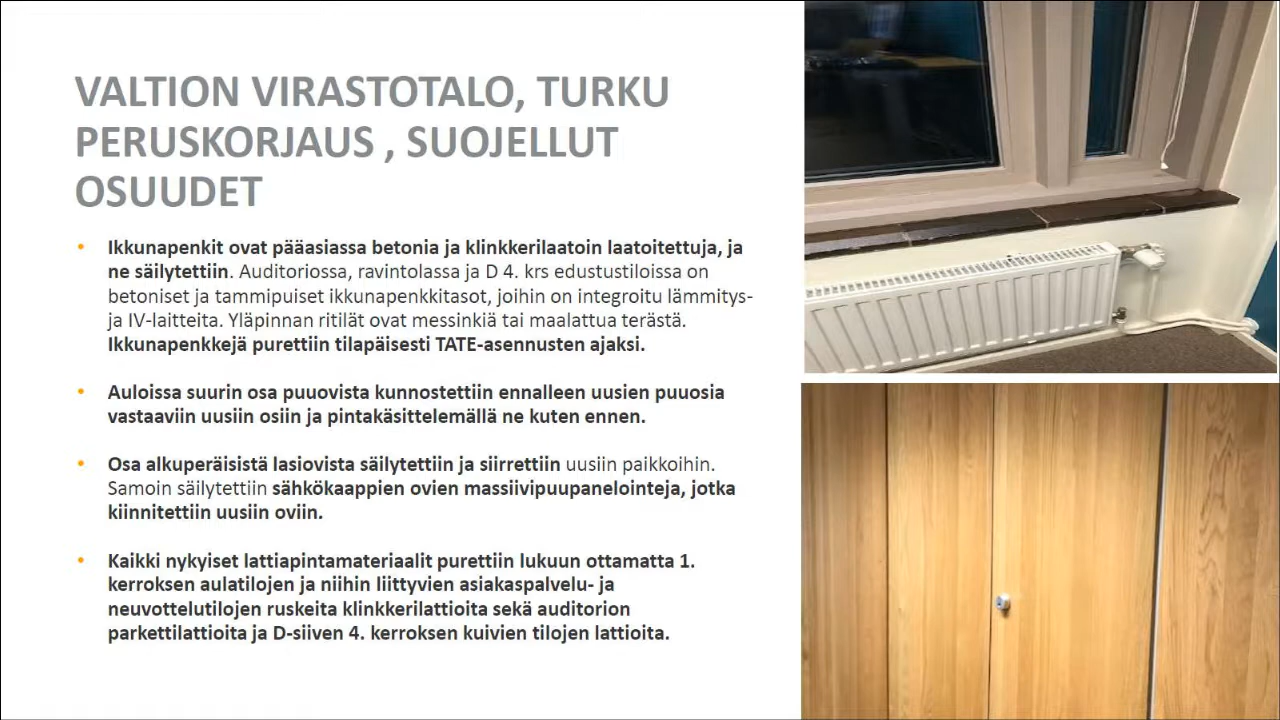 VALTION VIRASTOTALO, TURKU
PERUSKORJAUS , SUOJELLUT
OSUUDET
• Ikkunapenkit ovat pääasiassa betonia ja klinkkerilaatoin laatoitettuja, ja
ne säilytettiin. Auditoriossa, ravintolassa ja D 4. krs edustustiloissa on
betoniset ja tammipuiset ikkunapenkkitasot, joihin on integroitu lämmitys-
ja IV-laitteita. Yläpinnan ritilät ovat messinkiä tai maalattua terästä.
Ikkunapenkkejä purettiin tilapäisesti TATE-asennusten ajaksi.
• Auloissa suurin osa puuovista kunnostettiin ennalleen uusien puuosia
vastaaviin uusiin osiin ja pintakäsittelemällä ne kuten ennen.
• Osa alkuperäisistä lasiovista säilytettiin ja siirrettiin uusiin paikkoihin.
Samoin säilytettiin sähkökaappien ovien massiivipuupanelointeja, jotka
kiinnitettiin uusiin oviin.
• Kaikki nykyiset lattiapintamateriaalit purettiin lukuun ottamatta 1.
kerroksen aulatilojen ja niihin liittyvien asiakaspalvelu- ja
neuvottelutilojen ruskeita klinkkerilattioita sekä auditorion
parkettilattioita ja D-siiven 4. kerroksen kuivien tilojen lattioita.